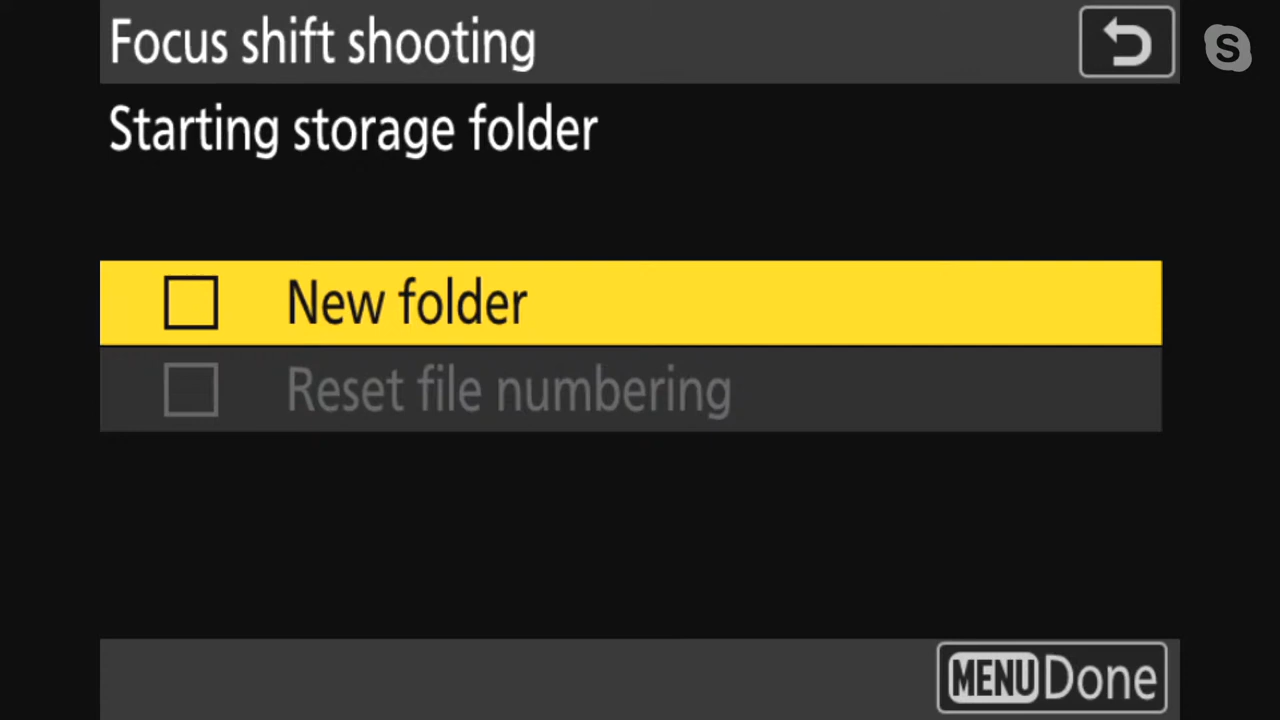 Focus shift shooting
S
Starting storage folder
New folder
Reset file numbering
MENU Done